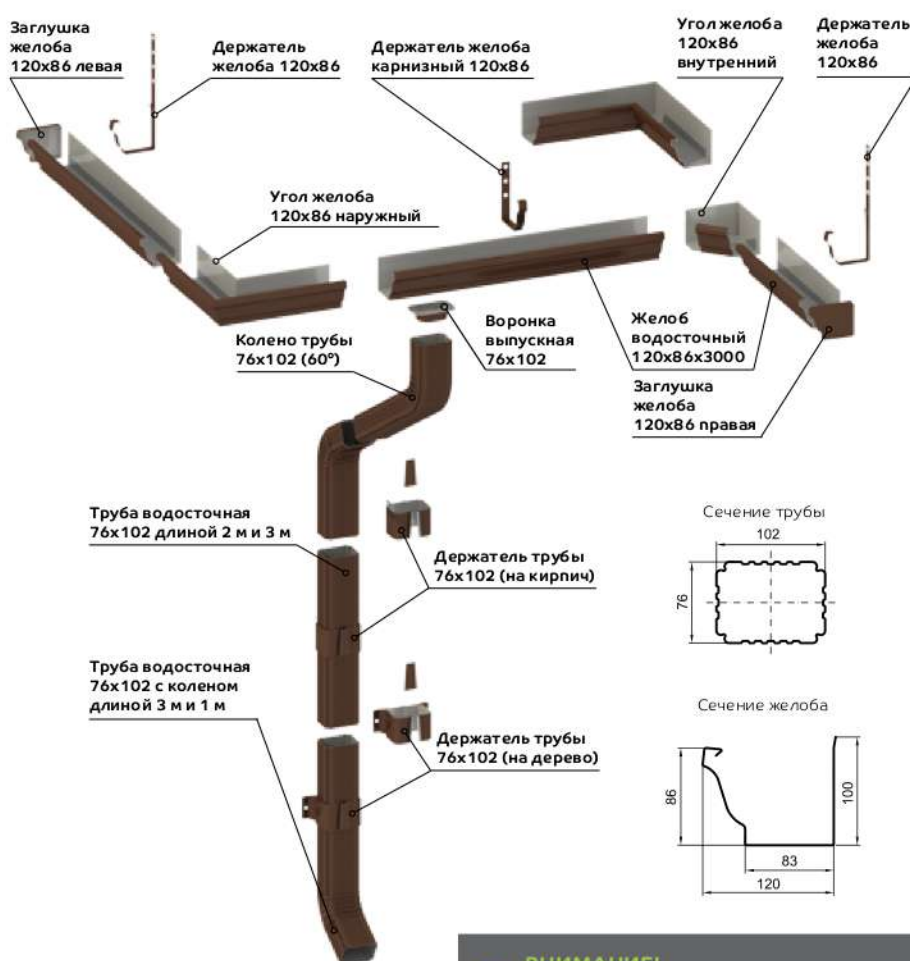 Заглушка
желоба
120х86 левая
Держатель
желоба 120х86
Держатель желоба
карнизный 120х86
Угол желоба
120х86
внутренний
Держатель
желоба
120х86
Угол желоба
120х86 наружный
Колено трубы
76х102 (60°)
Воронка
выпускная
76х102
Желоб
водосточный
120х86х3000
Заглушка
желоба
120х86 правая
Труба водосточная
76х102 длиной 2 м и 3 м
Держатель трубы
76х102 (на кирпич)
Труба водосточная
76х102 с коленом
длиной 3 м и 1 м
Держатель трубы
76х102 (на дерево)
Сечение трубы
102
76
Сечение желоба
86
100
83
120
ВНИМАНИЕ!